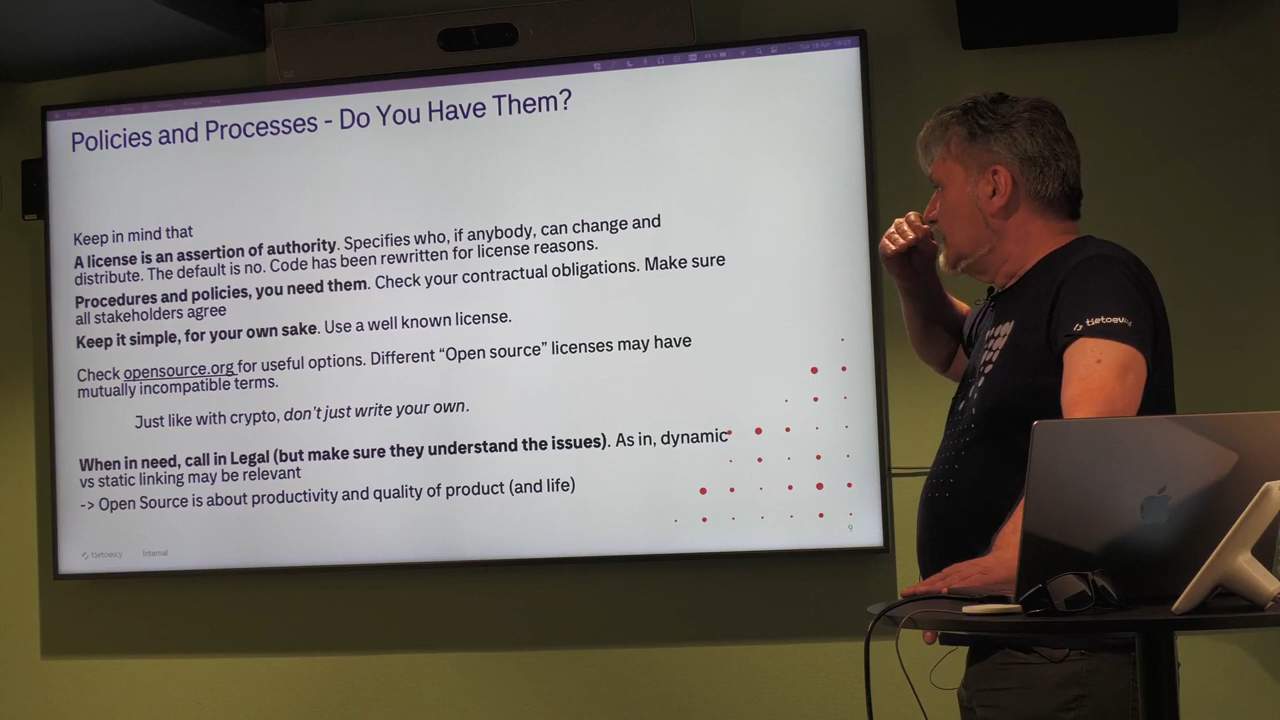 Policies and Processes - Do You Have Them?
Keep in mind that
A license is an assertion of authority. Specifies who, if anybody, can change and
distribute. The default is no. Code has been rewritten for license reasons.
Procedures and policies, you need them. Check your contractual obligations. Make sure
all stakeholders agree
Keep it simple, for your own sake. Use a well known license.
Check opensource.org for useful options. Different “Open source” licenses may have
mutually incompatible terms.
Just like with crypto, don't just write your own.
When in need, call in Legal (but make sure they understand the issues). As in, dynamic
vs static linking may be relevant
-> Open Source is about productivity and quality of product (and life)
tietoevry Internal
9
tietoevry